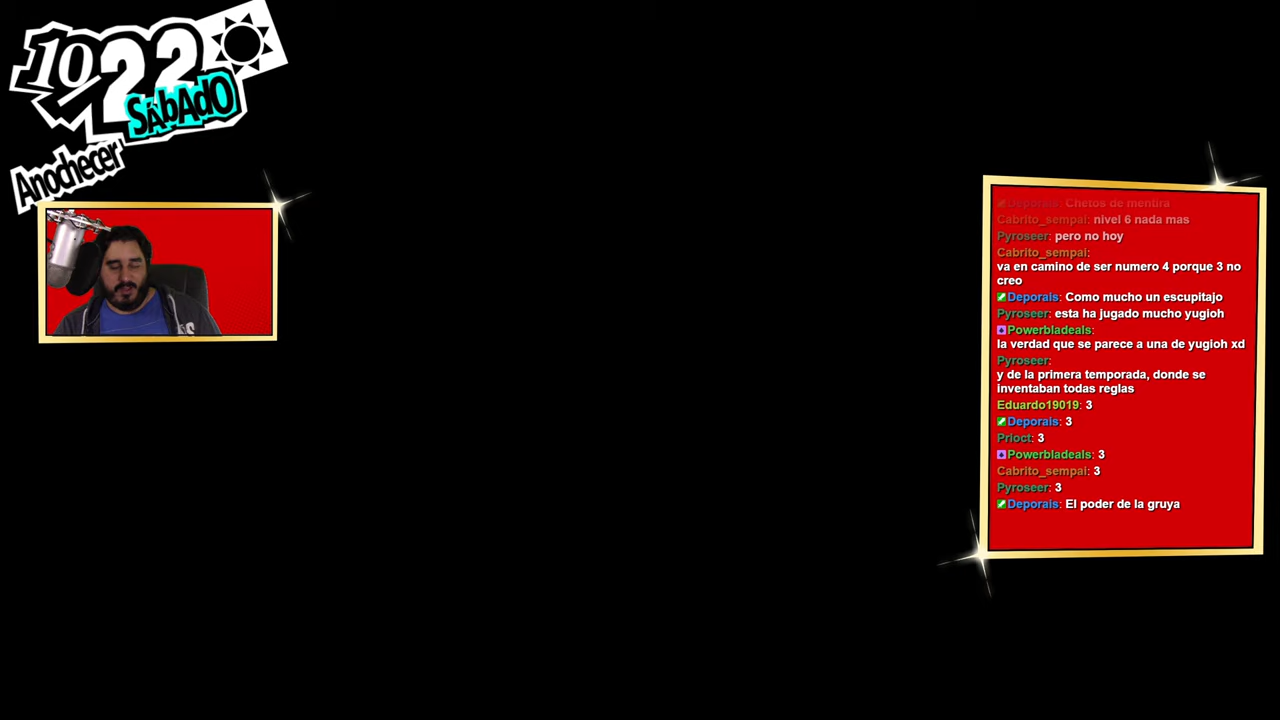 10/22
SábAdO
Anochecer
Deporais: Chetos de mentira
Cabrito_sempai: nivel 6 nada mas
Pyroseer: pero no hoy
Cabrito_sempai:
va en camino de ser numero 4 porque 3 no
creo
Deporais: Como mucho un escupitajo
Pyroseer: esta ha jugado mucho yugioh
Powerbladeals:
la verdad que se parece a una de yugioh xd
Pyroseer:
y de la primera temporada, donde se
inventaban todas reglas
Eduardo19019: 3
Deporais: 3
Prioct: 3
Powerbladeals: 3
Cabrito_sempai: 3
Pyroseer: 3
Deporais: El poder de la gruya